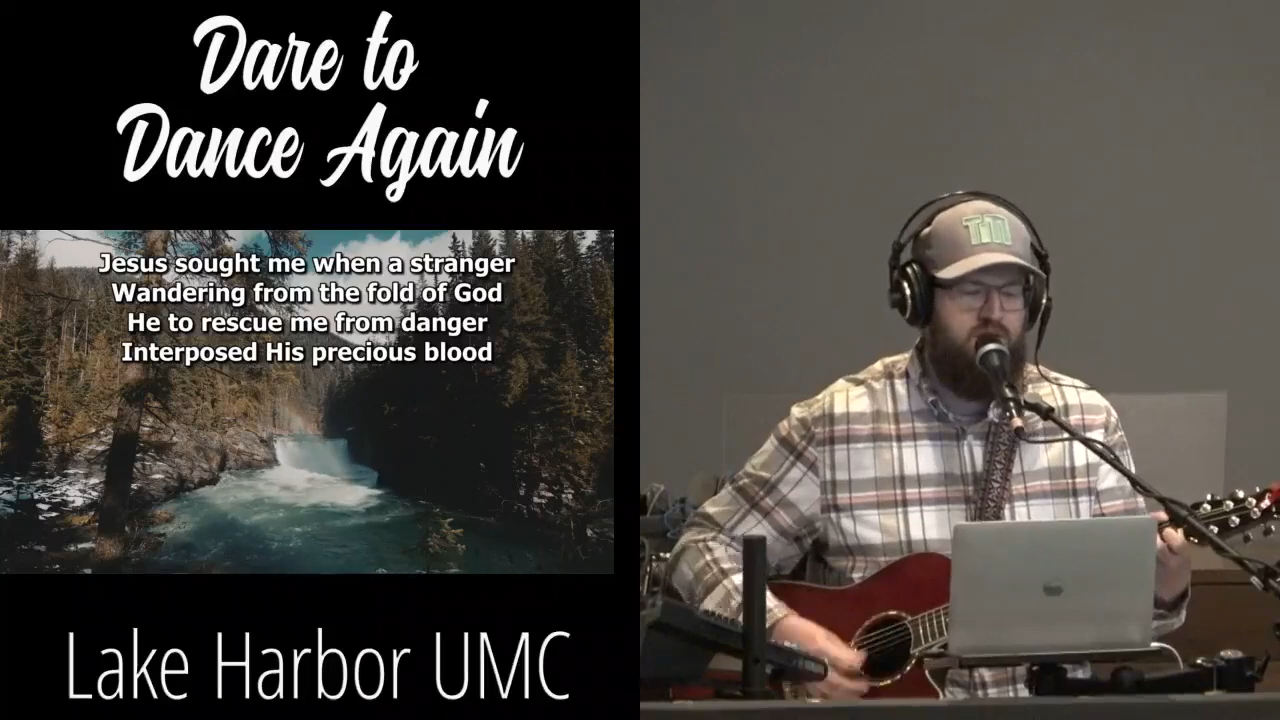 Dare to
Dance Again
Jesus sought me when a stranger
Wandering from the fold of God
He to rescue me from danger
Interposed His precious blood
Lake Harbor UMC